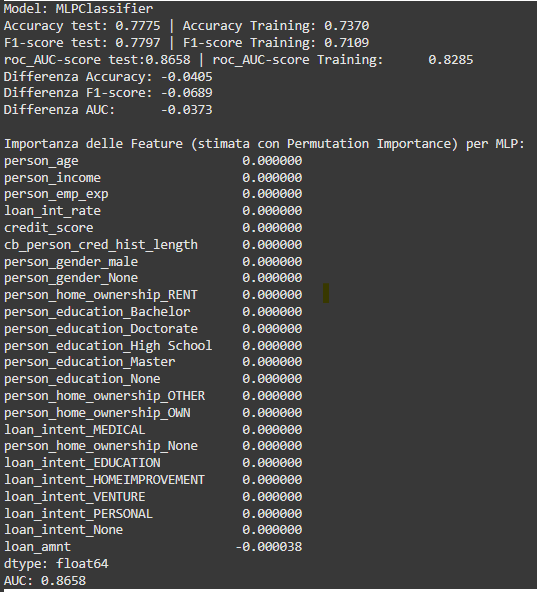 Model: MLPClassifier
Accuracy test: 0.7775 | Accuracy Training: 0.7370
F1-score test: 0.7797 | F1-score Training: 0.7109
roc_AUC-score test:0.8658 | roc_AUC-score Training: 0.8285
Differenza Accuracy: -0.0405
Differenza F1-score: -0.0689
Differenza AUC: -0.0373
Importanza delle Feature (stimata con Permutation Importance) per MLP:
person_age 0.000000
person_income 0.000000
person_emp_exp 0.000000
loan_int_rate 0.000000
credit_score 0.000000
cb_person_cred_hist_length 0.000000
person_gender_male 0.000000
person_gender_None 0.000000
person_home_ownership_RENT 0.000000
person_education_Bachelor 0.000000
person_education_Doctorate 0.000000
person_education_High School 0.000000
person_education_Master 0.000000
person_education_None 0.000000
person_home_ownership_OTHER 0.000000
person_home_ownership_OWN 0.000000
loan_intent_MEDICAL 0.000000
person_home_ownership_None 0.000000
loan_intent_EDUCATION 0.000000
loan_intent_HOMEIMPROVEMENT 0.000000
loan_intent_VENTURE 0.000000
loan_intent_PERSONAL 0.000000
loan_intent_None 0.000000
loan_amnt -0.000038
dtype: float64
AUC: 0.8658